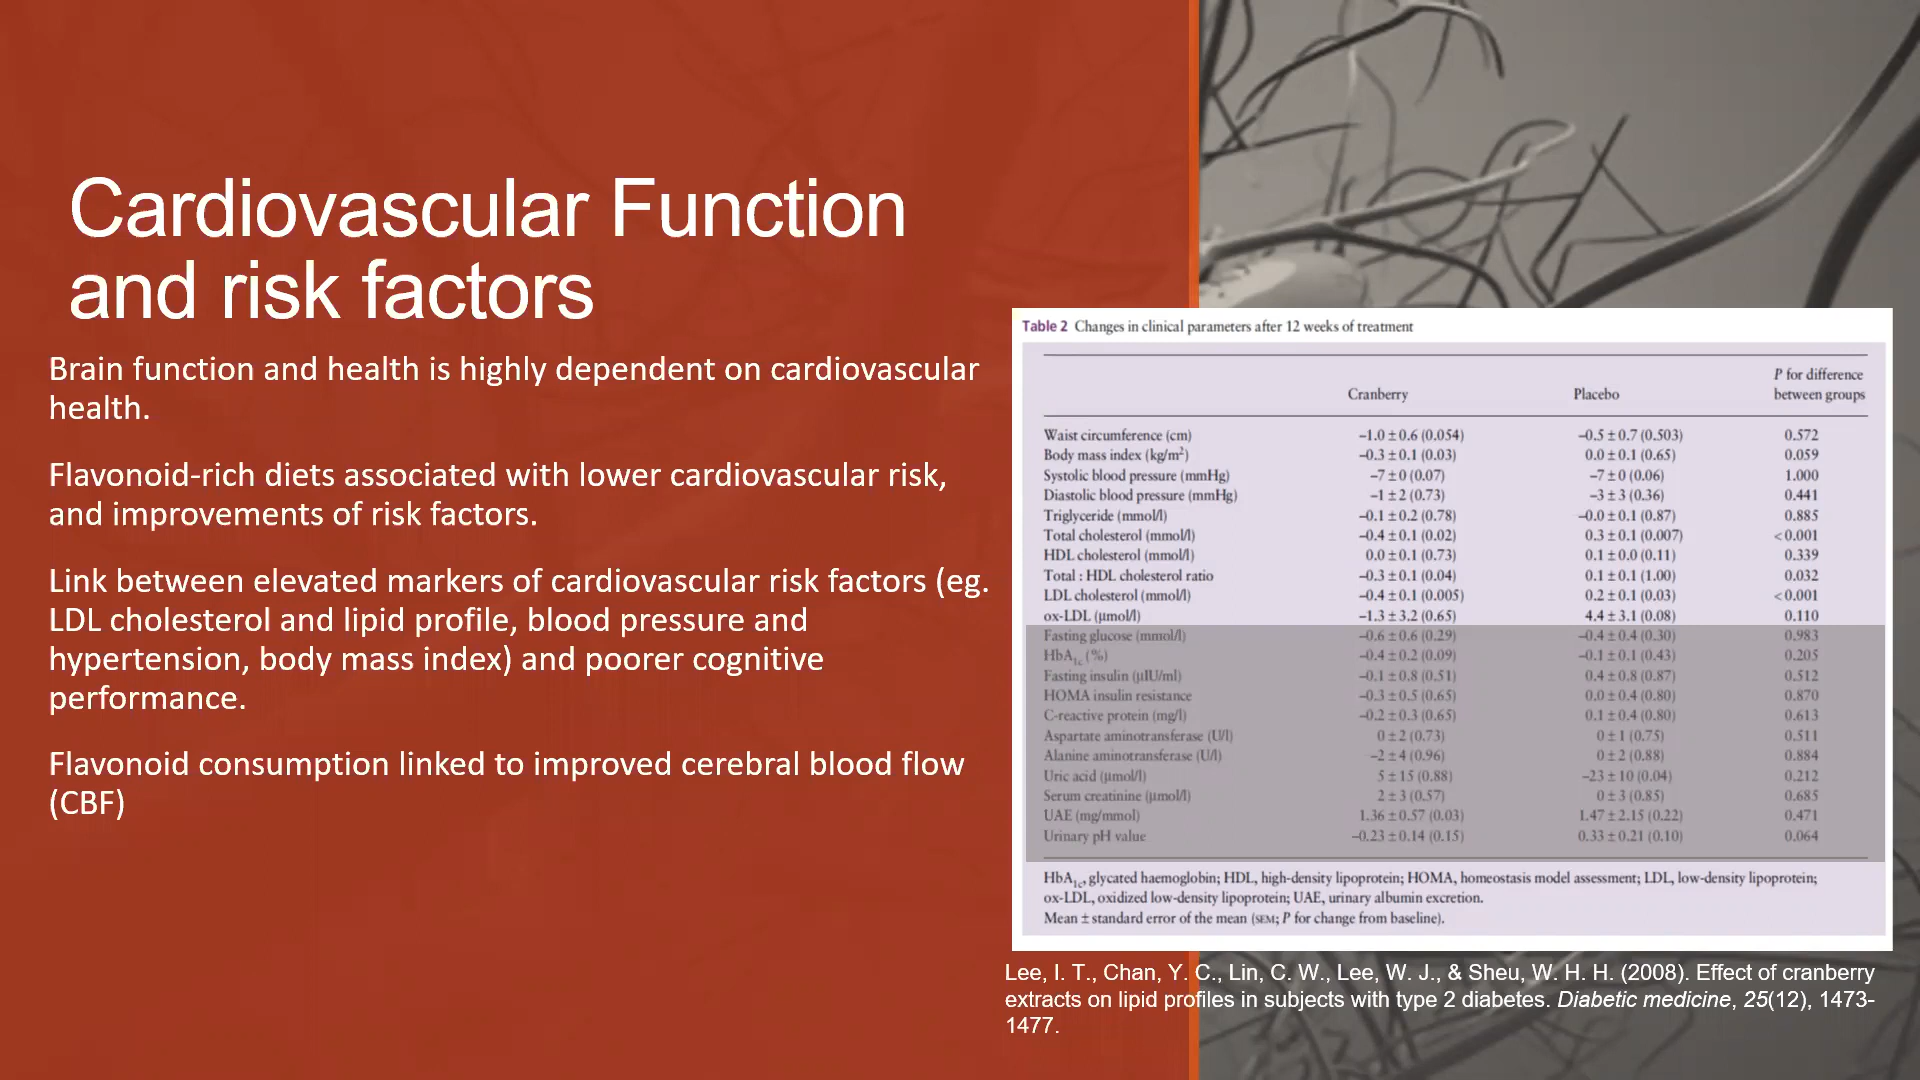 Cardiovascular Function
and risk factors
Brain function and health is highly dependent on cardiovascular
health.
Flavonoid-rich diets associated with lower cardiovascular risk,
and improvements of risk factors.
Link between elevated markers of cardiovascular risk factors (eg.
LDL cholesterol and lipid profile, blood pressure and
hypertension, body mass index) and poorer cognitive
performance.
Flavonoid consumption linked to improved cerebral blood flow
(CBF)
Table 2 Changes in clinical parameters after 12 weeks of treatment
P for difference
Cranberry Placebo between groups
Waist circumference (cm) –1.0 ± 0.6 (0.054) –0.5 ± 0.7 (0.503) 0.572
Body mass index (kg/m²) –0.3 ± 0.1 (0.03) 0.0 ± 0.1 (0.65) 0.059
Systolic blood pressure (mmHg) –7 ± 0 (0.07) –7 ± 0 (0.06) 1.000
Diastolic blood pressure (mmHg) –1 ± 2 (0.73) –3 ± 3 (0.36) 0.441
Triglyceride (mmol/l) –0.1 ± 0.2 (0.78) –0.0 ± 0.1 (0.87) 0.885
Total cholesterol (mmol/l) –0.4 ± 0.1 (0.02) 0.3 ± 0.1 (0.007) <0.001
HDL cholesterol (mmol/l) 0.0 ± 0.1 (0.73) 0.1 ± 0.0 (0.11) 0.339
Total : HDL cholesterol ratio –0.3 ± 0.1 (0.04) 0.1 ± 0.1 (1.00) 0.032
LDL cholesterol (mmol/l) –0.4 ± 0.1 (0.005) 0.2 ± 0.1 (0.03) <0.001
ox-LDL (μmol/l) –1.3 ± 3.2 (0.65) 4.4 ± 3.1 (0.08) 0.110
Fasting glucose (mmol/l) –0.6 ± 0.6 (0.29) –0.4 ± 0.4 (0.30) 0.983
HbA1c (%) –0.4 ± 0.2 (0.09) –0.1 ± 0.1 (0.43) 0.205
Fasting insulin (μIU/ml) –0.1 ± 0.8 (0.51) 0.4 ± 0.8 (0.87) 0.512
HOMA insulin resistance –0.3 ± 0.5 (0.65) 0.0 ± 0.4 (0.80) 0.870
C-reactive protein (mg/l) –0.2 ± 0.3 (0.65) 0.1 ± 0.4 (0.80) 0.613
Aspartate aminotransferase (U/l) 0 ± 2 (0.73) 0 ± 1 (0.75) 0.511
Alanine aminotransferase (U/l) –2 ± 4 (0.96) 0 ± 2 (0.88) 0.884
Uric acid (μmol/l) 5 ± 15 (0.88) –23 ± 10 (0.04) 0.212
Serum creatinine (μmol/l) 2 ± 3 (0.57) 0 ± 3 (0.85) 0.685
UAE (mg/mmol) 1.36 ± 0.57 (0.03) 1.47 ± 2.15 (0.22) 0.471
Urinary pH value –0.23 ± 0.14 (0.15) 0.33 ± 0.21 (0.10) 0.064
HbA1c, glycated haemoglobin; HDL, high-density lipoprotein; HOMA, homeostasis model assessment; LDL, low-density lipoprotein;
ox-LDL, oxidized low-density lipoprotein; UAE, urinary albumin excretion.
Mean ± standard error of the mean (SEM; P for change from baseline).
Lee, I. T., Chan, Y. C., Lin, C. W., Lee, W. J., & Sheu, W. H. H. (2008). Effect of cranberry
extracts on lipid profiles in subjects with type 2 diabetes. Diabetic medicine, 25(12), 1473-
1477.